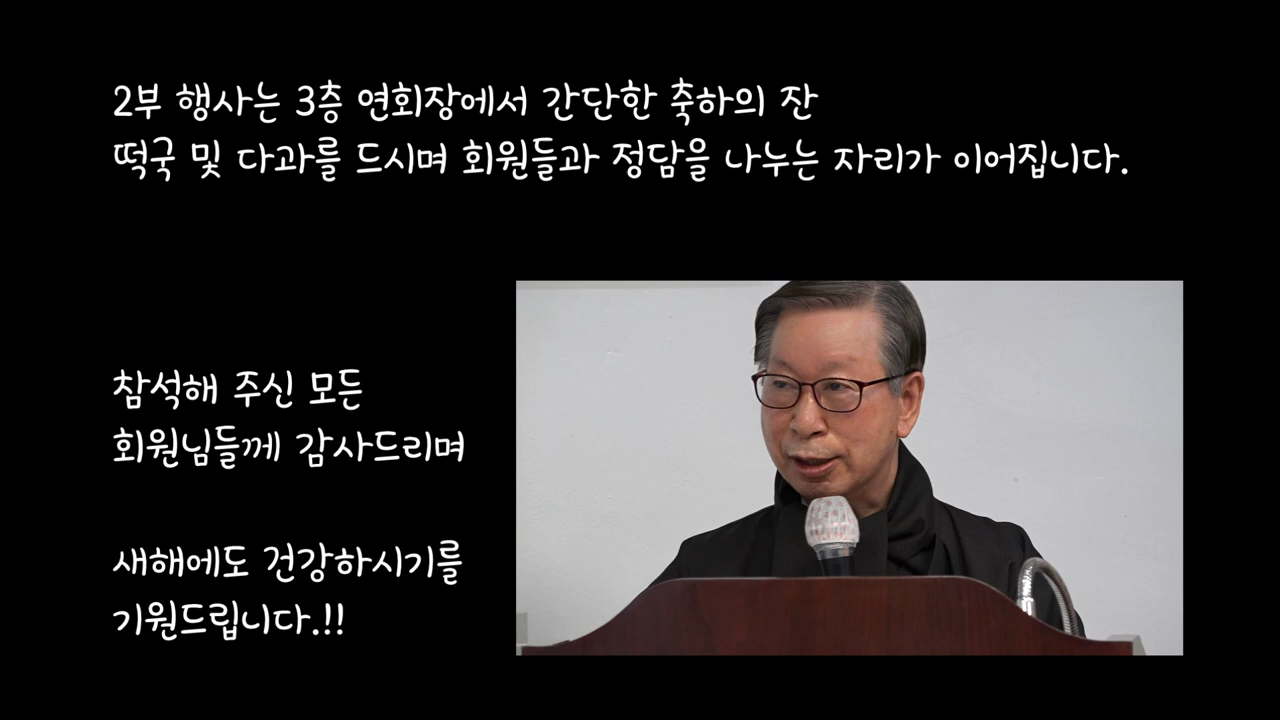 2부 행사는 3층 연회장에서 간단한 축하의 잔
떡국 및 다과를 드시며 회원들과 정담을 나누는 자리가 이어집니다.
참석해 주신 모든
회원님들께 감사드리며
새해에도 건강하시기를
기원드립니다.!!